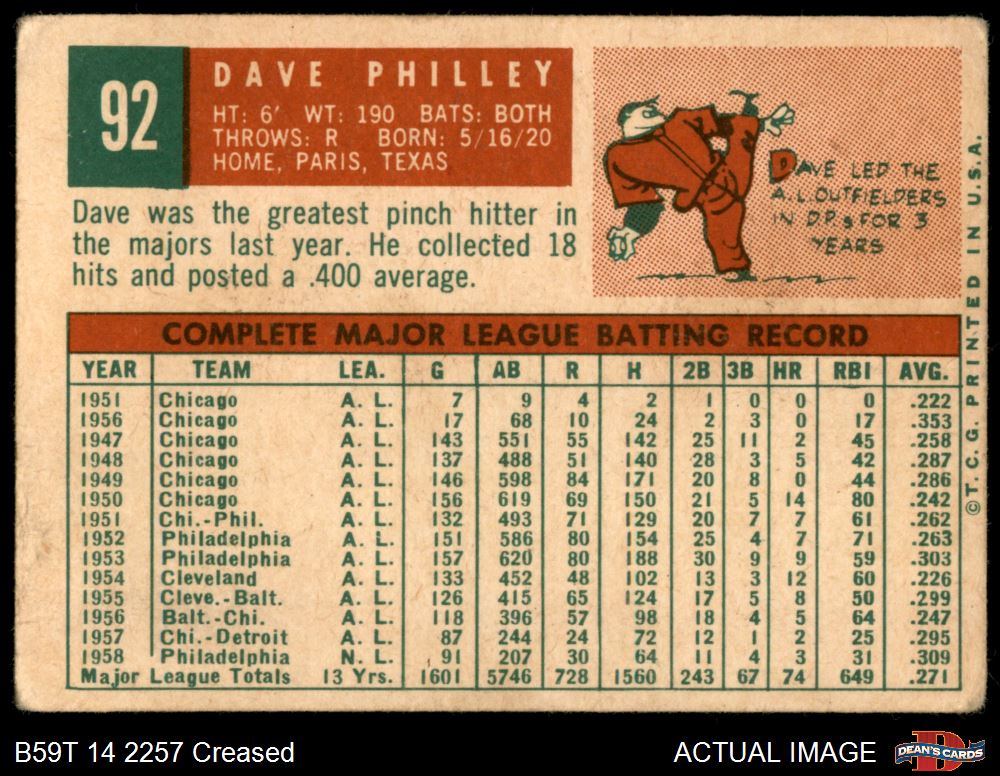 92
DAVE PHILLEY
HT: 6' WT: 190 BATS: BOTH
THROWS: R BORN: 5/16/20
HOME, PARIS, TEXAS
Dave was the greatest pinch hitter in
the majors last year. He collected 18
hits and posted a .400 average.
DAVE LED THE
A.L. OUTFIELDERS
IN D.P.s FOR 3
YEARS
COMPLETE MAJOR LEAGUE BATTING RECORD
YEAR TEAM LEA. G AB R H 2B 3B HR RBI AVG.
1951 Chicago A. L. 7 9 4 2 1 0 0 0 .222
1956 Chicago A. L. 17 68 10 24 2 3 0 17 .353
1947 Chicago A. L. 143 551 55 142 25 11 2 45 .258
1948 Chicago A. L. 137 488 51 140 28 3 5 42 .287
1949 Chicago A. L. 146 598 84 171 20 8 0 44 .286
1950 Chicago A. L. 156 619 69 150 21 5 14 80 .242
1951 Chi.-Phil. A. L. 132 493 71 129 20 7 7 61 .262
1952 Philadelphia A. L. 151 586 80 154 25 4 7 71 .263
1953 Philadelphia A. L. 157 620 80 188 30 9 9 59 .303
1954 Cleveland A. L. 133 452 48 102 13 3 12 60 .226
1955 Cleve.-Balt. A. L. 126 415 65 124 17 5 8 50 .299
1956 Balt.-Chi. A. L. 118 396 57 98 18 4 5 64 .247
1957 Chi.-Detroit A. L. 87 244 24 72 12 1 2 25 .295
1958 Philadelphia N. L. 91 207 30 64 11 4 3 31 .309
Major League Totals 13 Yrs. 1601 5746 728 1560 243 67 74 649 .271
© T. C. G. PRINTED IN U.S.A.
B59T 14 2257 Creased
ACTUAL IMAGE
DEAN'S CARDS